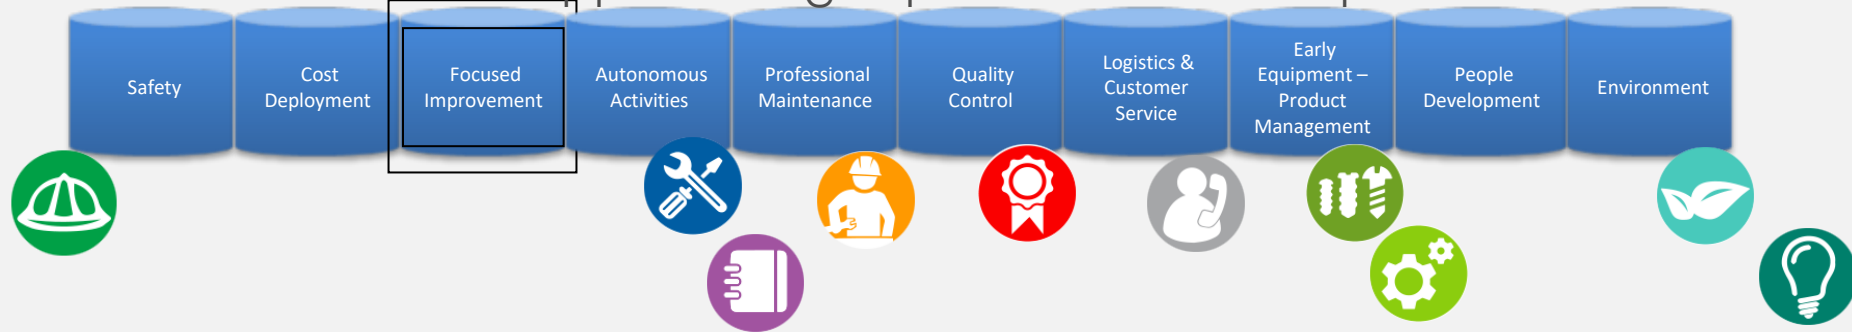 Safety
Cost
Deployment
Focused
Improvement
Autonomous
Activities
Professional
Maintenance
Quality
Control
Logistics &
Customer
Service
Early
Equipment –
Product
Management
People
Development
Environment